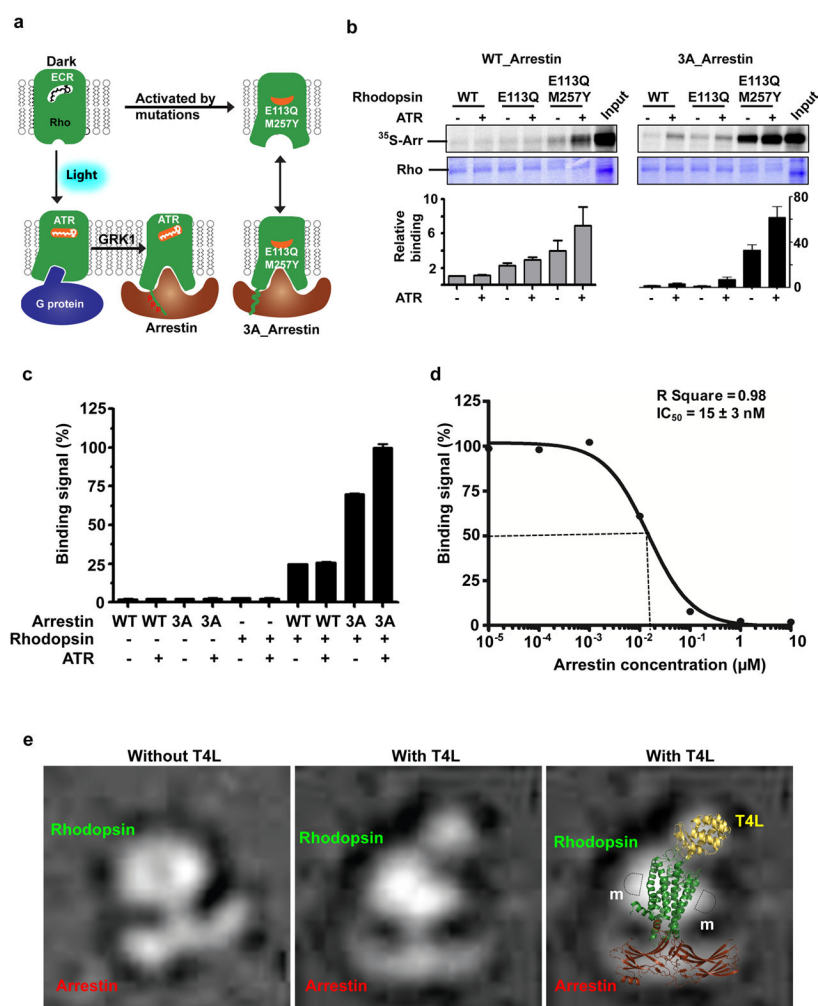 a
Dark
ECR
Rho
Activated by
mutations
E113Q
M257Y
Light
ATR
GRK1
ATR
E113Q
M257Y
G protein
Arrestin
3A_Arrestin
b
WT_Arrestin
3A_Arrestin
Rhodopsin WT E113Q E113Q M257Y Input WT E113Q E113Q M257Y Input
ATR - + - + - + - + - + - +
³⁵S-Arr
Rho
Relative
binding
10
8
6
4
2
80
40
0
ATR - + - + - + - + - + - +
c
Binding signal (%)
125
100
75
50
25
0
Arrestin WT WT 3A 3A - - WT WT 3A 3A
Rhodopsin - - - - + + + + + +
ATR - + - + - + - + - +
d
R Square = 0.98
IC₅₀ = 15 ± 3 nM
Binding signal (%)
125
100
75
50
25
0
10⁻⁵ 10⁻⁴ 10⁻³ 10⁻² 10⁻¹ 1 10
Arrestin concentration (µM)
e
Without T4L
With T4L
With T4L
Rhodopsin
Rhodopsin
Rhodopsin
T4L
m
m
Arrestin
Arrestin
Arrestin